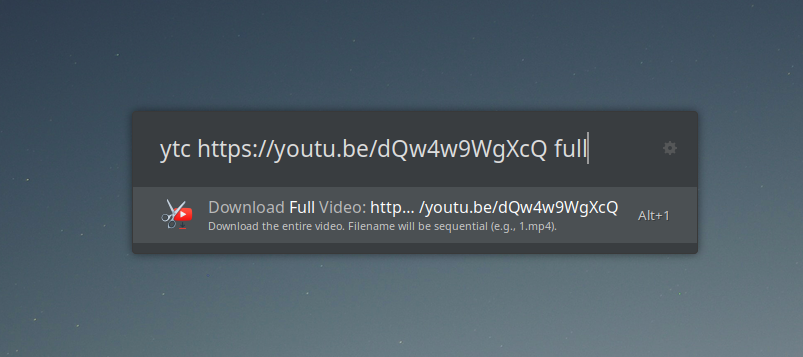 ytc https://youtu.be/dQw4w9WgXcQ full
Download Full Video: http... /youtu.be/dQw4w9WgXcQ
Alt+1
Download the entire video. Filename will be sequential (e.g., 1.mp4).